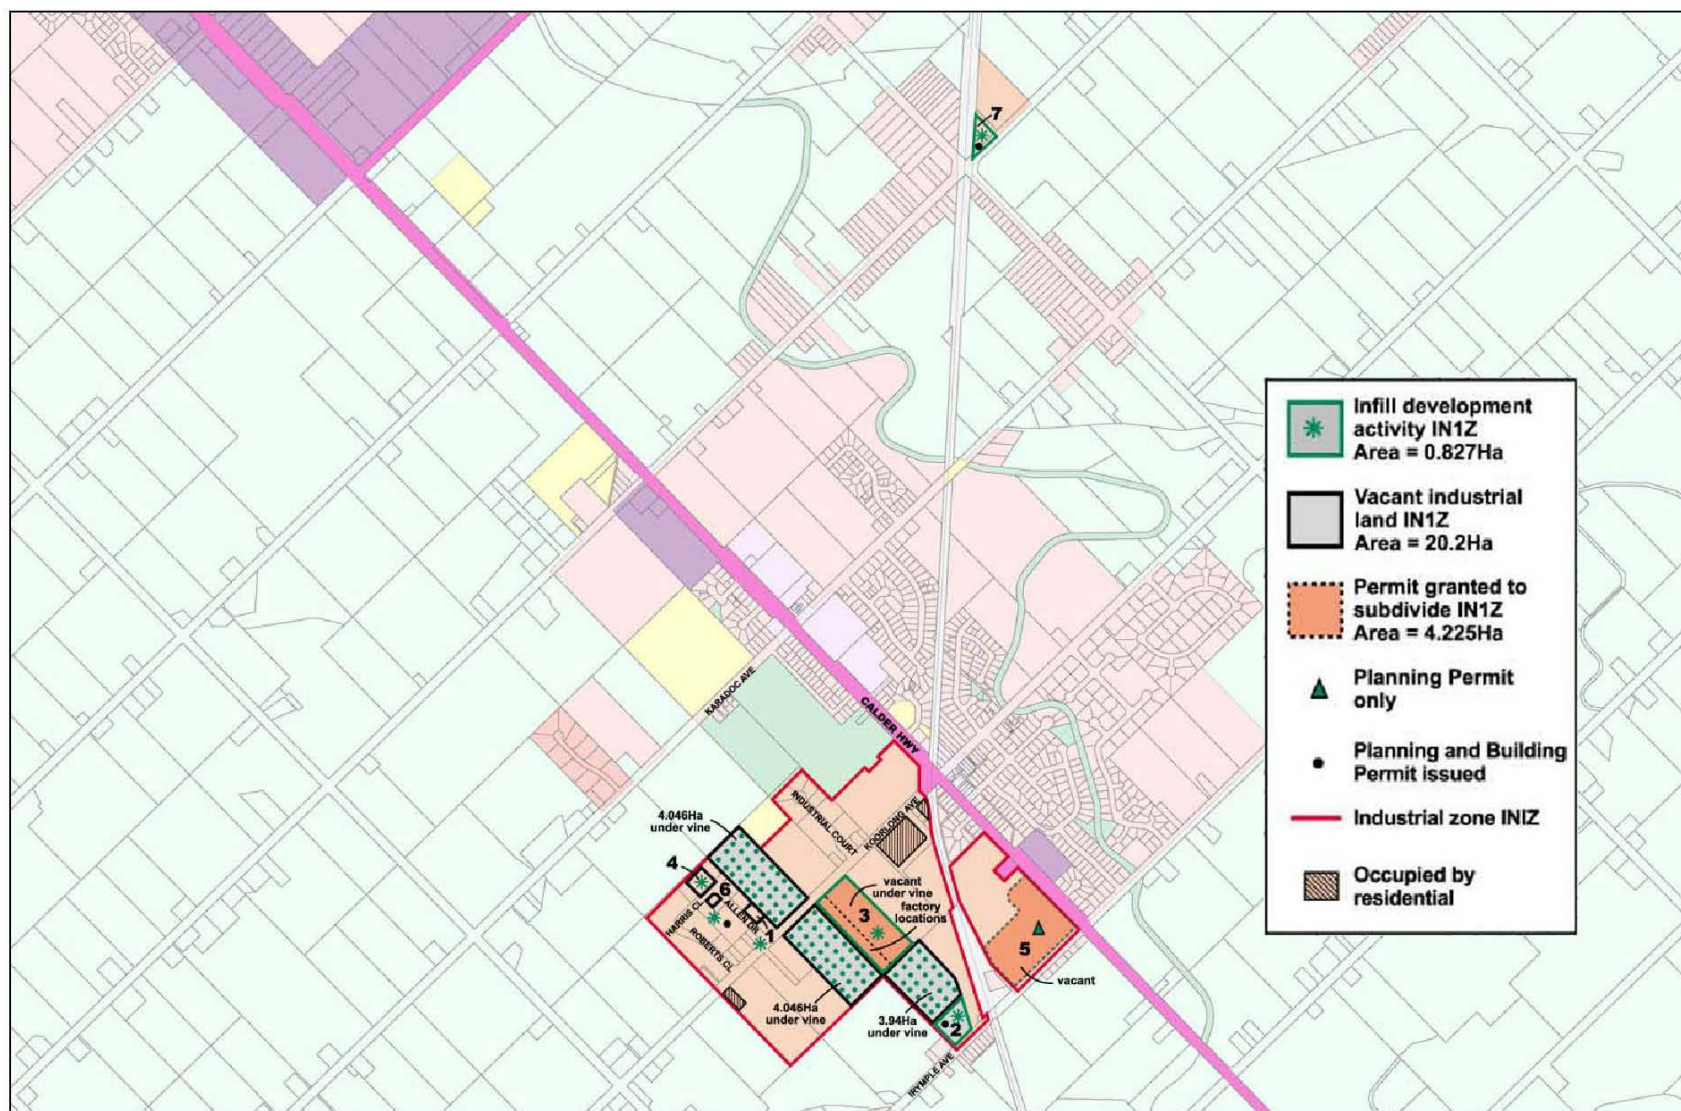 7
Infill development
activity IN1Z
Area = 0.827Ha
Vacant industrial
land IN1Z
Area = 20.2Ha
Permit granted to
subdivide IN1Z
Area = 4.225Ha
Planning Permit
only
Planning and Building
Permit issued
Industrial zone INIZ
Occupied by
residential
KARADOC AVE
CALDER HWY
INDUSTRIAL COURT
KOORLONG AVE
4.046Ha
under vine
4
6
HARRIS CL
ALLEN DR
1
ROBERTS CL
vacant
under vine
factory
locations
3
5
vacant
4.046Ha
under vine
3.94Ha
under vine
2
IRYMPLE AVE